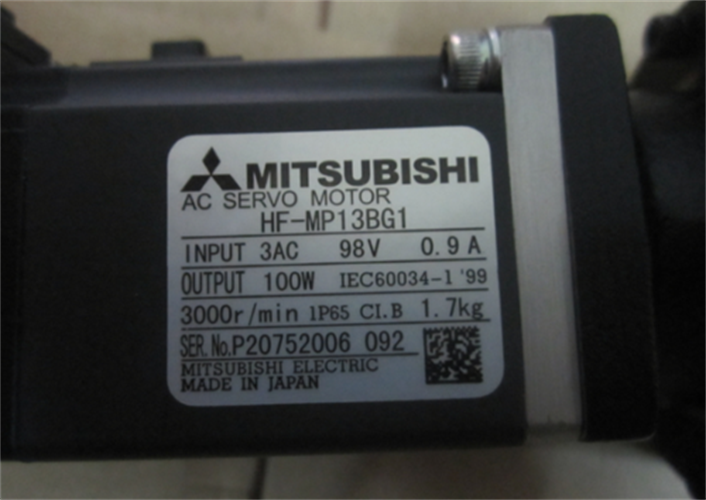 MITSUBISHI
AC SERVO MOTOR
HF-MP13BG1
INPUT 3AC 98V 0.9A
OUTPUT 100W IEC60034-1 '99
3000r/min IP65 CI.B 1.7kg
SER.No.P20752006 092
MITSUBISHI ELECTRIC
MADE IN JAPAN